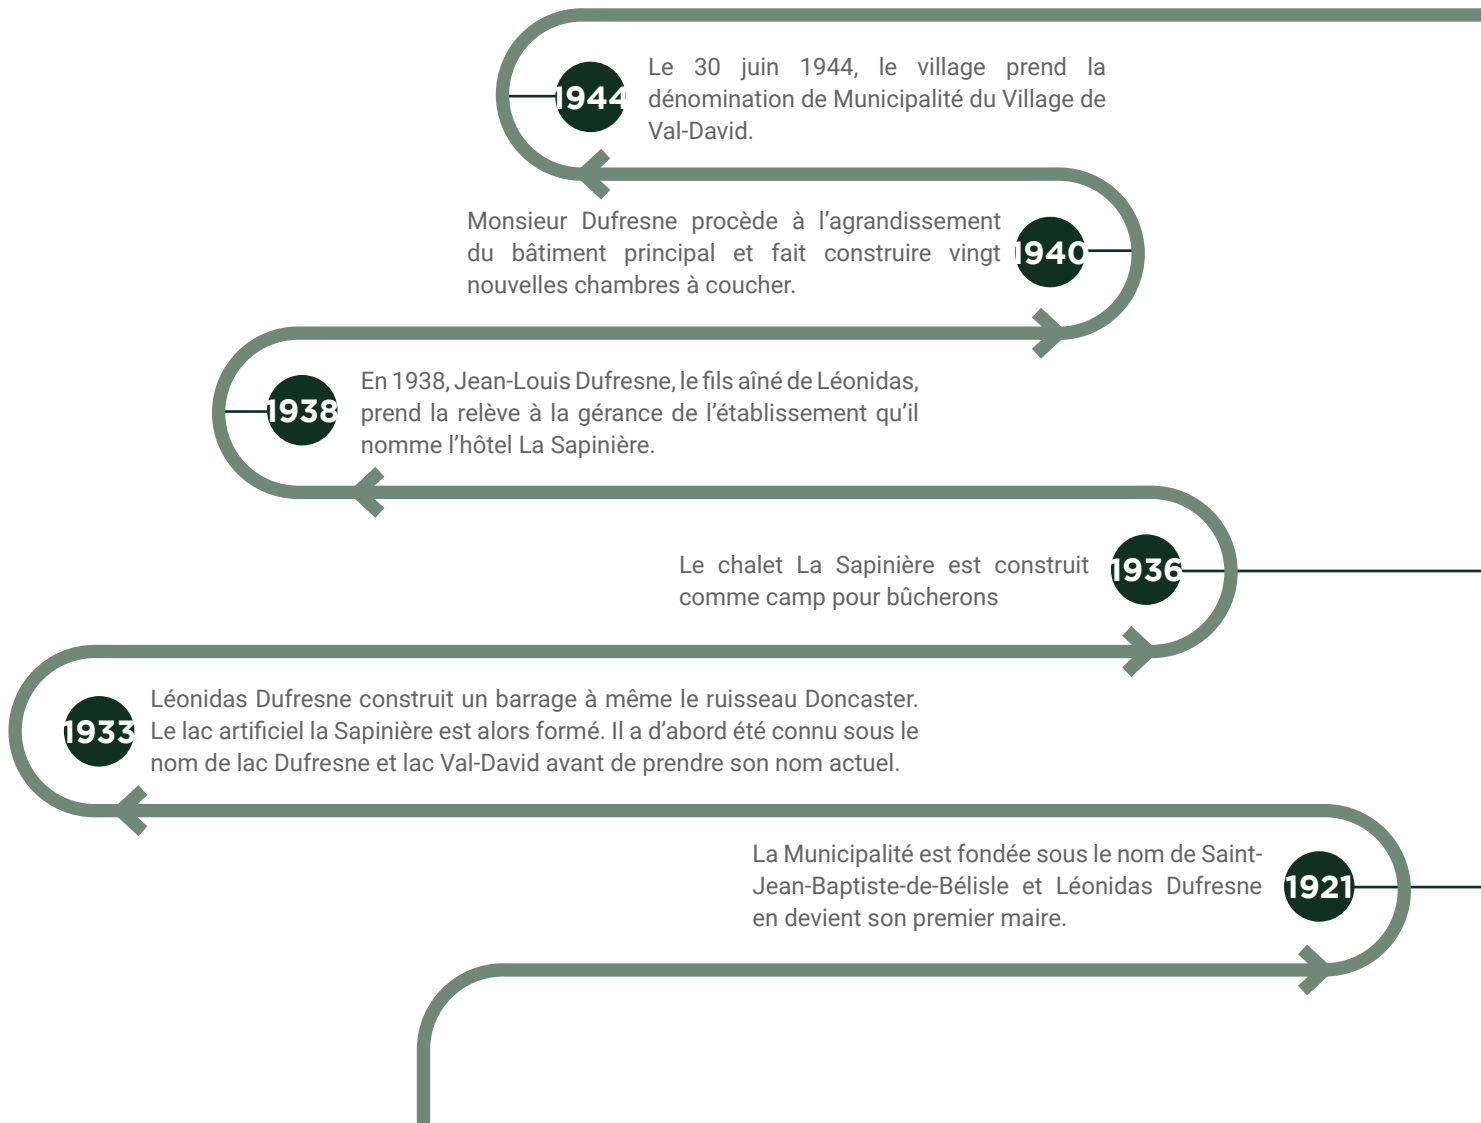 1944
Le 30 juin 1944, le village prend la
dénomination de Municipalité du Village de
Val-David.
Monsieur Dufresne procède à l’agrandissement
du bâtiment principal et fait construire vingt
nouvelles chambres à coucher.
1940
1938
En 1938, Jean-Louis Dufresne, le fils aîné de Léonidas,
prend la relève à la gérance de l’établissement qu’il
nomme l’hôtel La Sapinière.
Le chalet La Sapinière est construit
comme camp pour bûcherons
1936
1933
Léonidas Dufresne construit un barrage à même le ruisseau Doncaster.
Le lac artificiel la Sapinière est alors formé. Il a d’abord été connu sous le
nom de lac Dufresne et lac Val-David avant de prendre son nom actuel.
La Municipalité est fondée sous le nom de Saint-
Jean-Baptiste-de-Bélisle et Léonidas Dufresne
en devient son premier maire.
1921